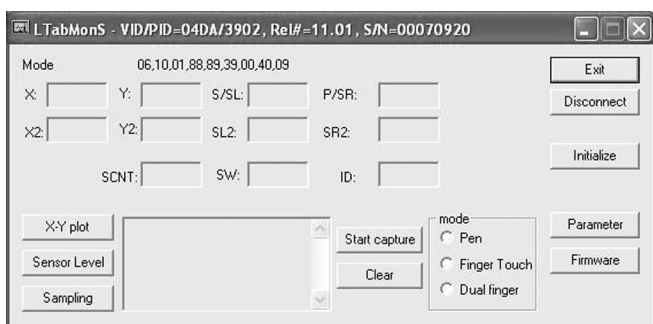 LTabMonS - VID/PID=04DA/3902, Rel#=11.01, S/N=00070920
Mode 06,10,01,88,89,39,00,40,09
Exit
X: Y: S/SL: P/SR:
Disconnect
X2: Y2: SL2: SR2:
Initialize
SCNT: SW: ID:
X-Y plot
Sensor Level
Sampling
Start capture
Clear
mode
Pen
Finger Touch
Dual finger
Parameter
Firmware